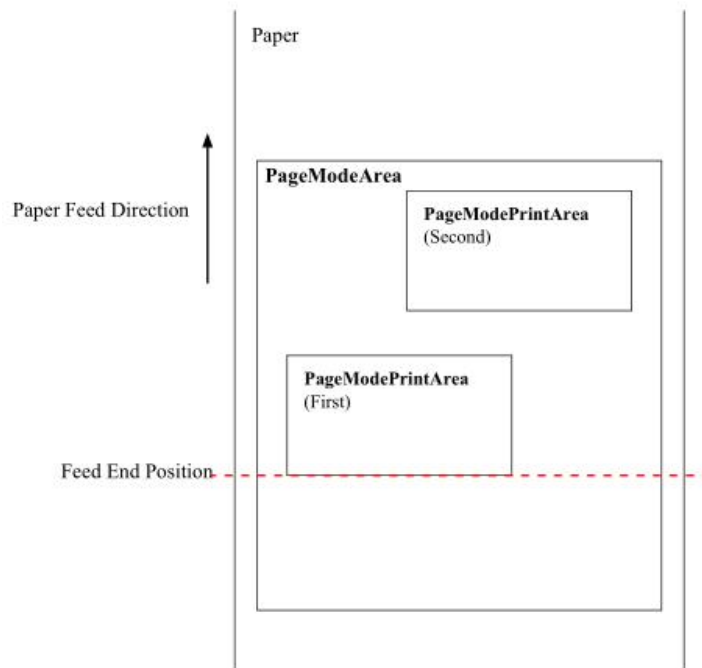 Paper
PageModeArea
Paper Feed Direction
PageModePrintArea
(Second)
PageModePrintArea
(First)
Feed End Position